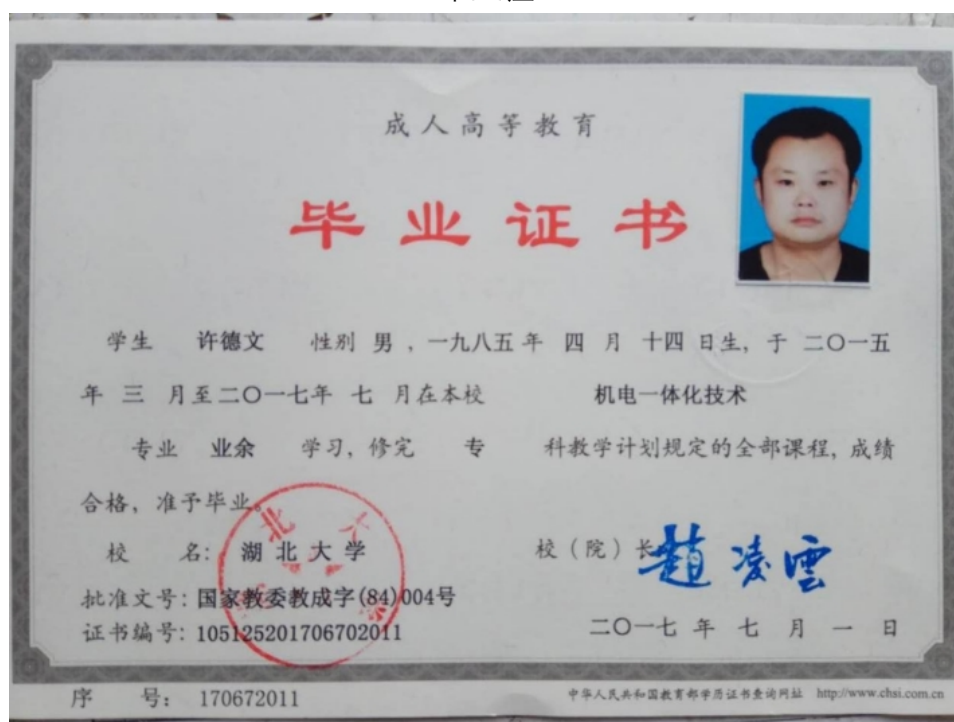 成人高等教育
毕业证书
学生 许德文 性别 男 , 一九八五 年 四 月 十四 日生, 于 二〇一五
年 三 月至 二〇一七年 七 月在本校 机电一体化技术
专业 业余 学习, 修完 专 科教学计划规定的全部课程, 成绩
合格, 准予毕业。
校 名: 湖北大学 校（院）长: 趙凌雲
批准文号: 国家教委教成字(84)004号
证书编号: 105125201706702011 二〇一七 年 七 月 一 日
序 号: 170672011 中华人民共和国教育部学历证书查询网址 http://www.chsi.com.cn